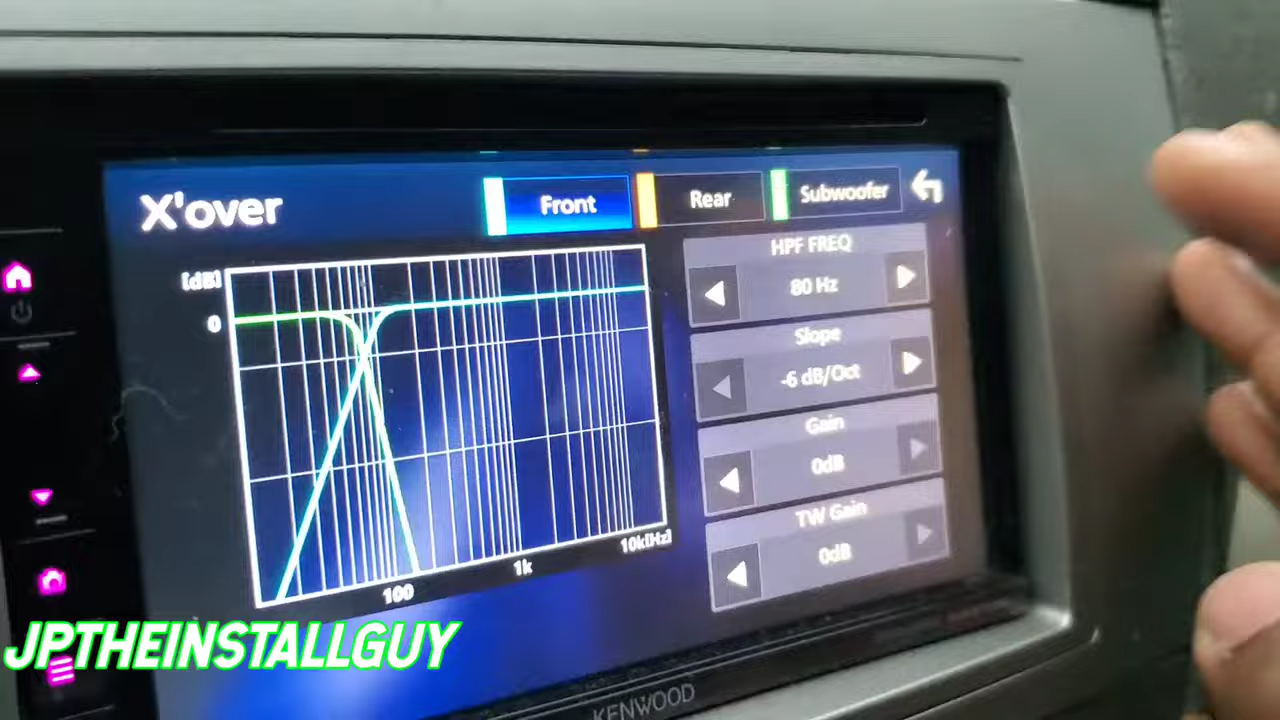 X'over
Front
Rear
Subwoofer
[dB]
0
100
1k
10k[Hz]
HPF FREQ
80 Hz
Slope
-6 dB/Oct
Gain
0dB
TW Gain
0dB
JPTHEINSTALLGUY
KENWOOD